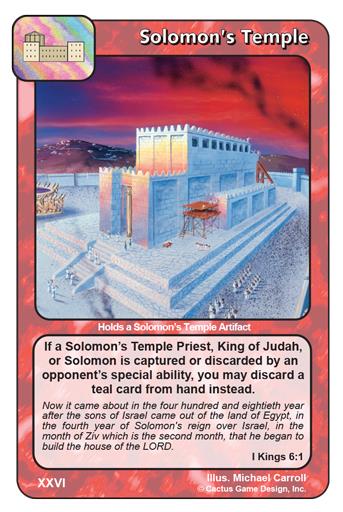 Solomon's Temple
Holds a Solomon's Temple Artifact
If a Solomon's Temple Priest, King of Judah,
or Solomon is captured or discarded by an
opponent's special ability, you may discard a
teal card from hand instead.
Now it came about in the four hundred and eightieth year
after the sons of Israel came out of the land of Egypt, in
the fourth year of Solomon's reign over Israel, in the
month of Ziv which is the second month, that he began to
build the house of the LORD.
I Kings 6:1
XXVI
Illus. Michael Carroll
© Cactus Game Design, Inc.